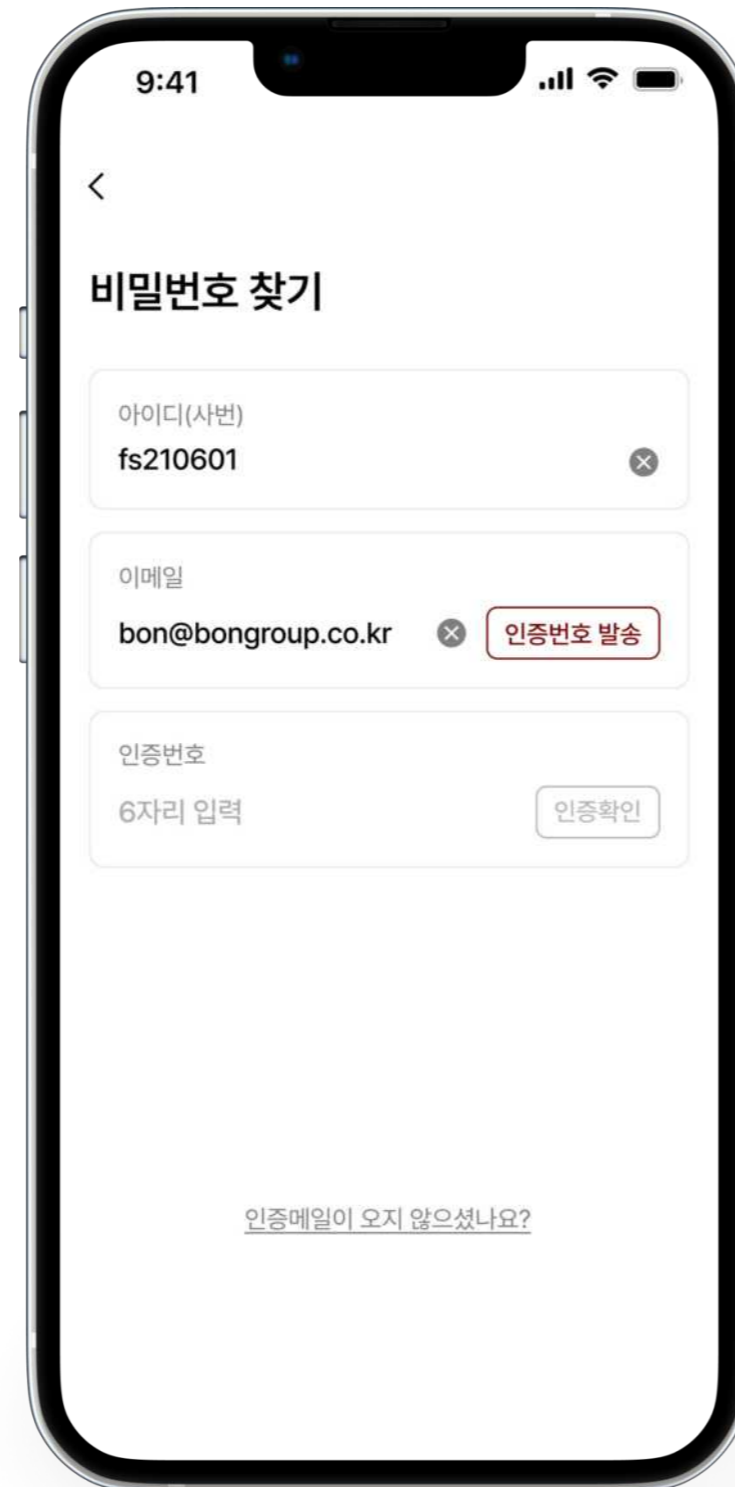 9:41
비밀번호 찾기
아이디(사번)
fs210601
이메일
bon@bongroup.co.kr
인증번호 발송
인증번호
6자리 입력
인증확인
인증메일이 오지 않으셨나요?